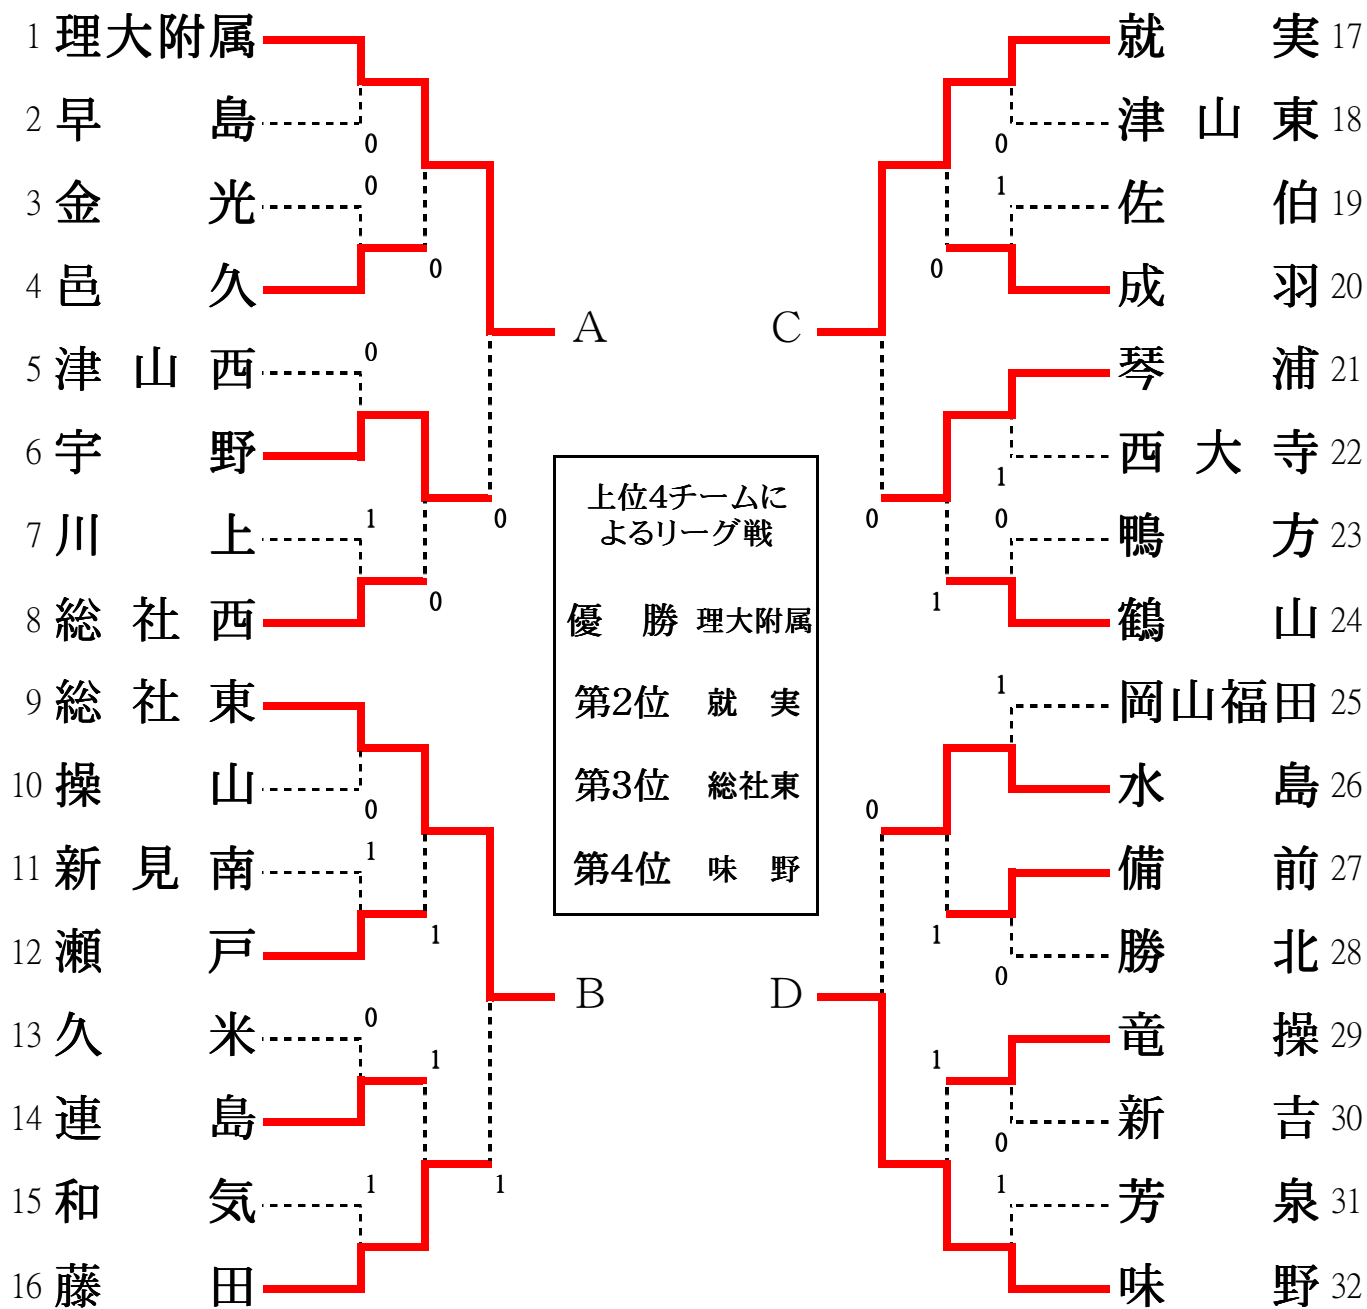 1 理大附属
2 早島
0
3 金光
0
4 邑久
0
A
5 津山西
0
6 宇野
0
7 川上
1
8 総社西
0
9 総社東
10 操山
0
11 新見南
1
12 瀬戸
1
B
13 久米
0
14 連島
1
15 和気
1
1
16 藤田
上位4チームに
よるリーグ戦
優勝 理大附属
第2位 就実
第3位 総社東
第4位 味野
就実 17
津山東 18
0
佐伯 19
1
成羽 20
0
C
琴浦 21
西大寺 22
1
0
鴨方 23
0
鶴山 24
1
岡山福田 25
1
水島 26
0
備前 27
1
勝北 28
0
D
竜操 29
1
新吉 30
0
芳泉 31
1
味野 32